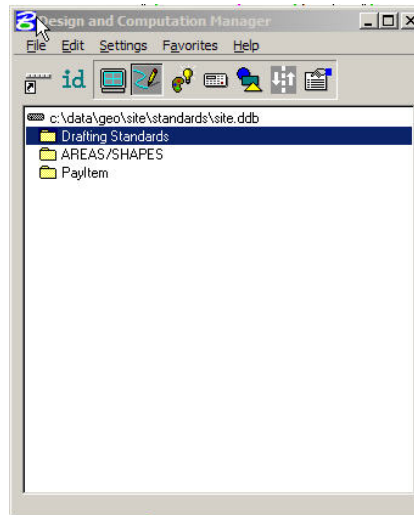 Design and Computation Manager
File Edit Settings Favorites Help
id
c:\data\geo\site\standards\site.ddb
Drafting Standards
AREAS/SHAPES
PayItem